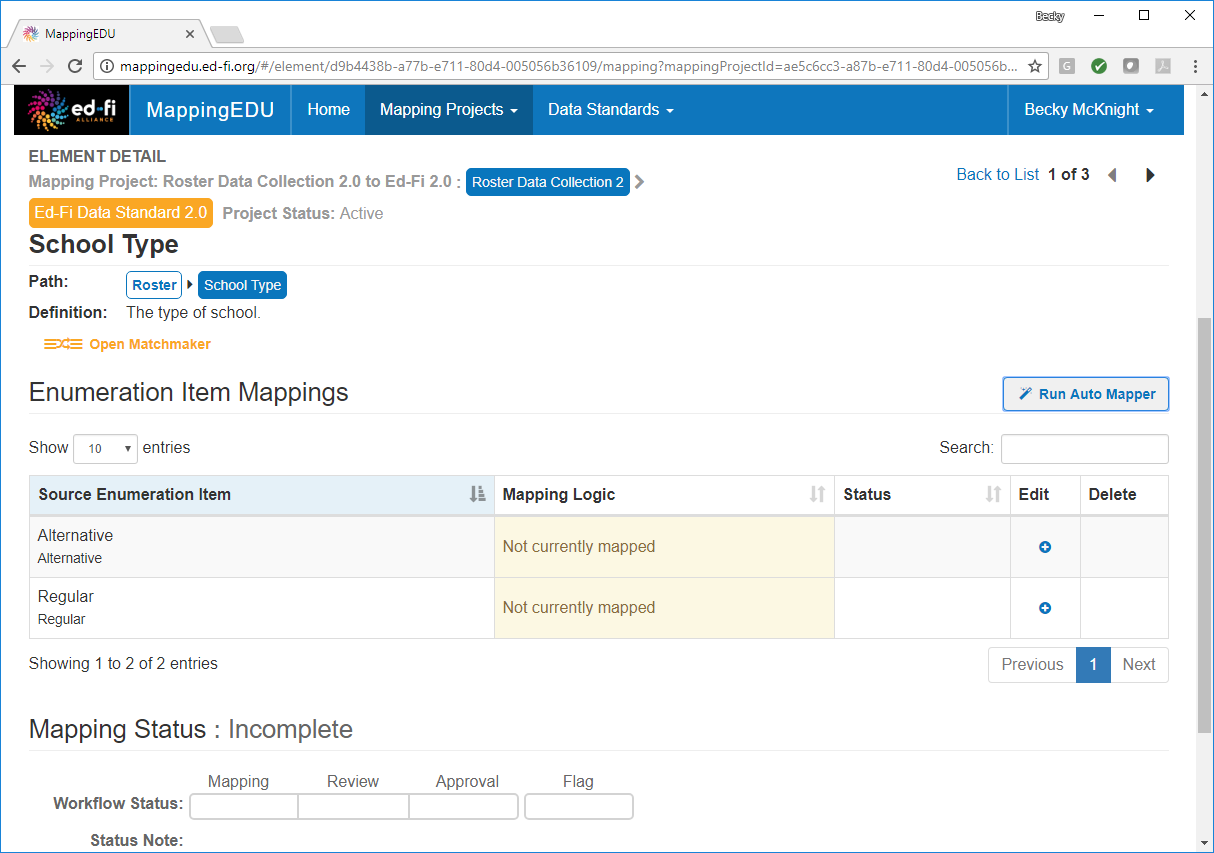 Becky
MappingEDU
mappingedu.ed-fi.org/#/element/d9b4438b-a77b-e711-80d4-005056b36109/mapping?mappingProjectId=ae5c6cc3-a87b-e711-80d4-005056b...
G
ed-fi
ALLIANCE
MappingEDU
Home
Mapping Projects
Data Standards
Becky McKnight
ELEMENT DETAIL
Mapping Project: Roster Data Collection 2.0 to Ed-Fi 2.0 : Roster Data Collection 2
Back to List 1 of 3
Ed-Fi Data Standard 2.0 Project Status: Active
School Type
Path: Roster School Type
Definition: The type of school.
Open Matchmaker
Enumeration Item Mappings
Run Auto Mapper
Show 10 entries
Search:
Source Enumeration Item Mapping Logic Status Edit Delete
Alternative
Alternative
Not currently mapped
Regular
Regular
Not currently mapped
Showing 1 to 2 of 2 entries
Previous 1 Next
Mapping Status : Incomplete
Mapping Review Approval Flag
Workflow Status:
Status Note: